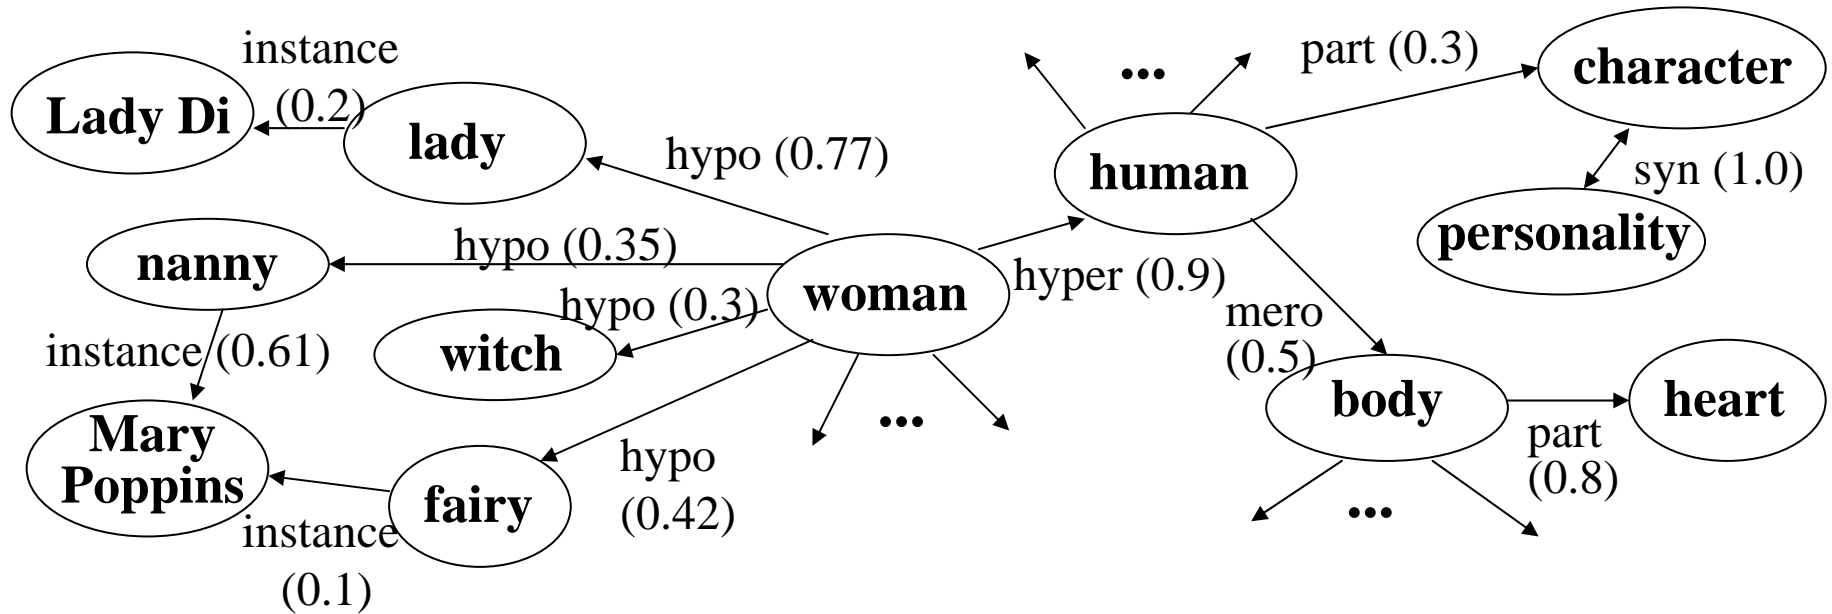 instance
(0.2)
Lady Di
lady
hypo (0.77)
...
part (0.3)
character
human
syn (1.0)
personality
nanny
hypo (0.35)
hypo (0.3)
woman
hyper (0.9)
witch
instance (0.61)
mero
(0.5)
body
heart
part
(0.8)
...
Mary
Poppins
...
hypo
(0.42)
fairy
instance
(0.1)